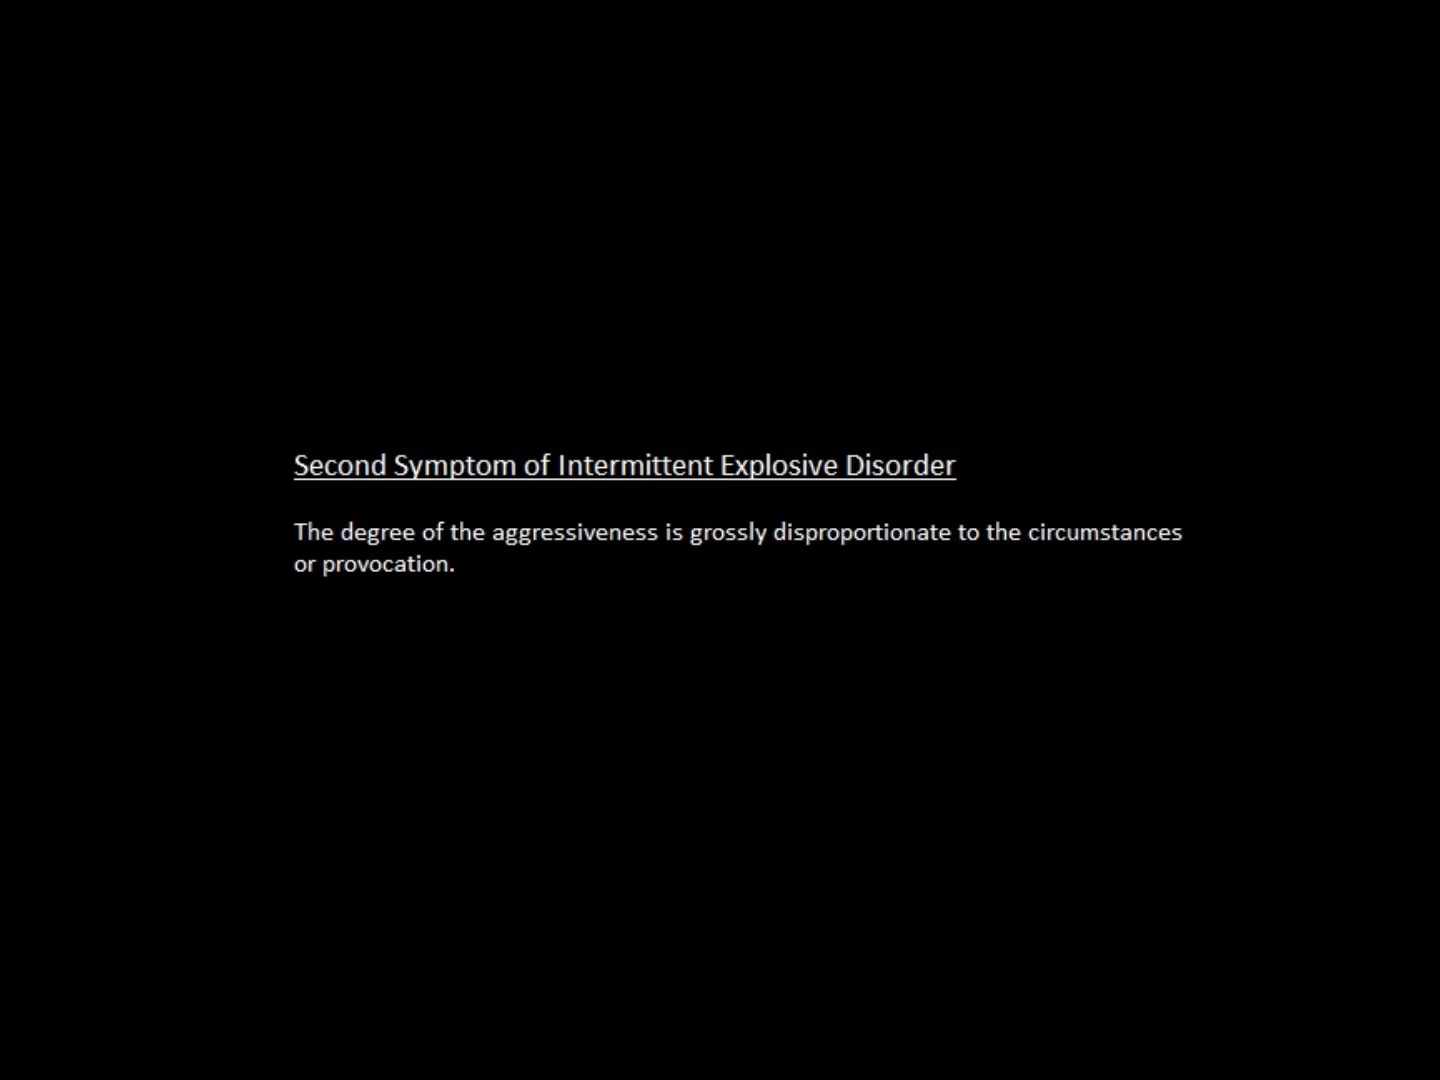 Second Symptom of Intermittent Explosive Disorder
The degree of the aggressiveness is grossly disproportionate to the circumstances
or provocation.